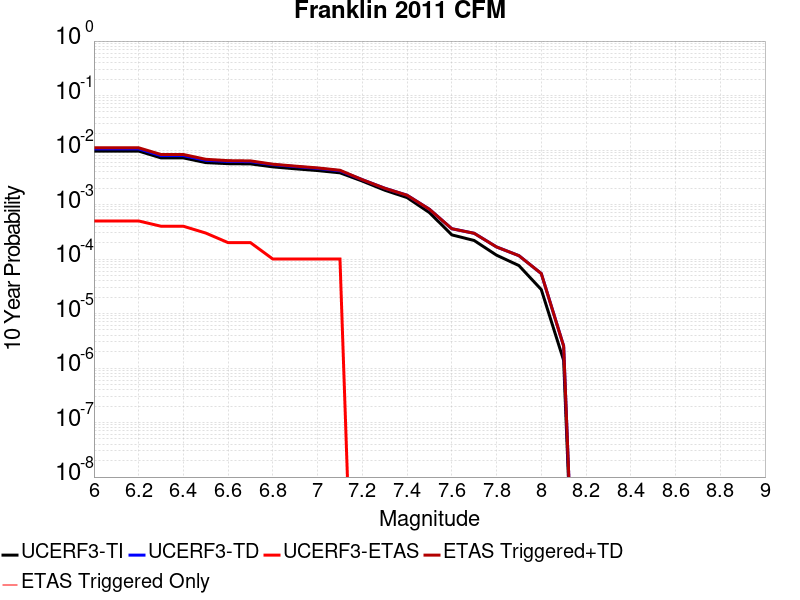 Franklin 2011 CFM
10^0
10^-1
10^-2
10^-3
10^-4
10^-5
10^-6
10^-7
10^-8
10 Year Probability
6 6.2 6.4 6.6 6.8 7 7.2 7.4 7.6 7.8 8 8.2 8.4 8.6 8.8 9
Magnitude
UCERF3-TI UCERF3-TD UCERF3-ETAS ETAS Triggered+TD
ETAS Triggered Only